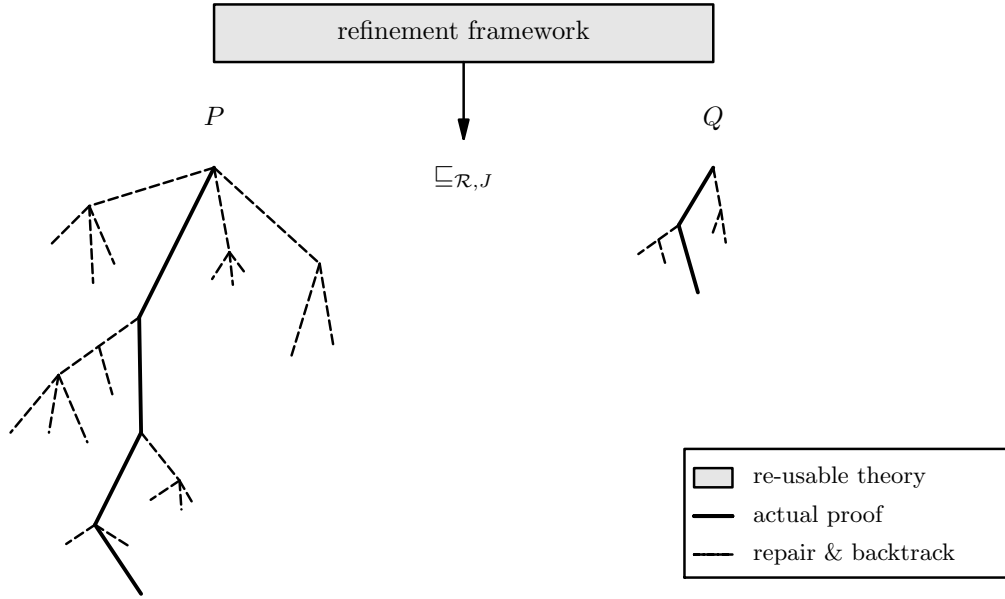 refinement framework
P
Q
⊑R,J
re-usable theory
actual proof
repair & backtrack